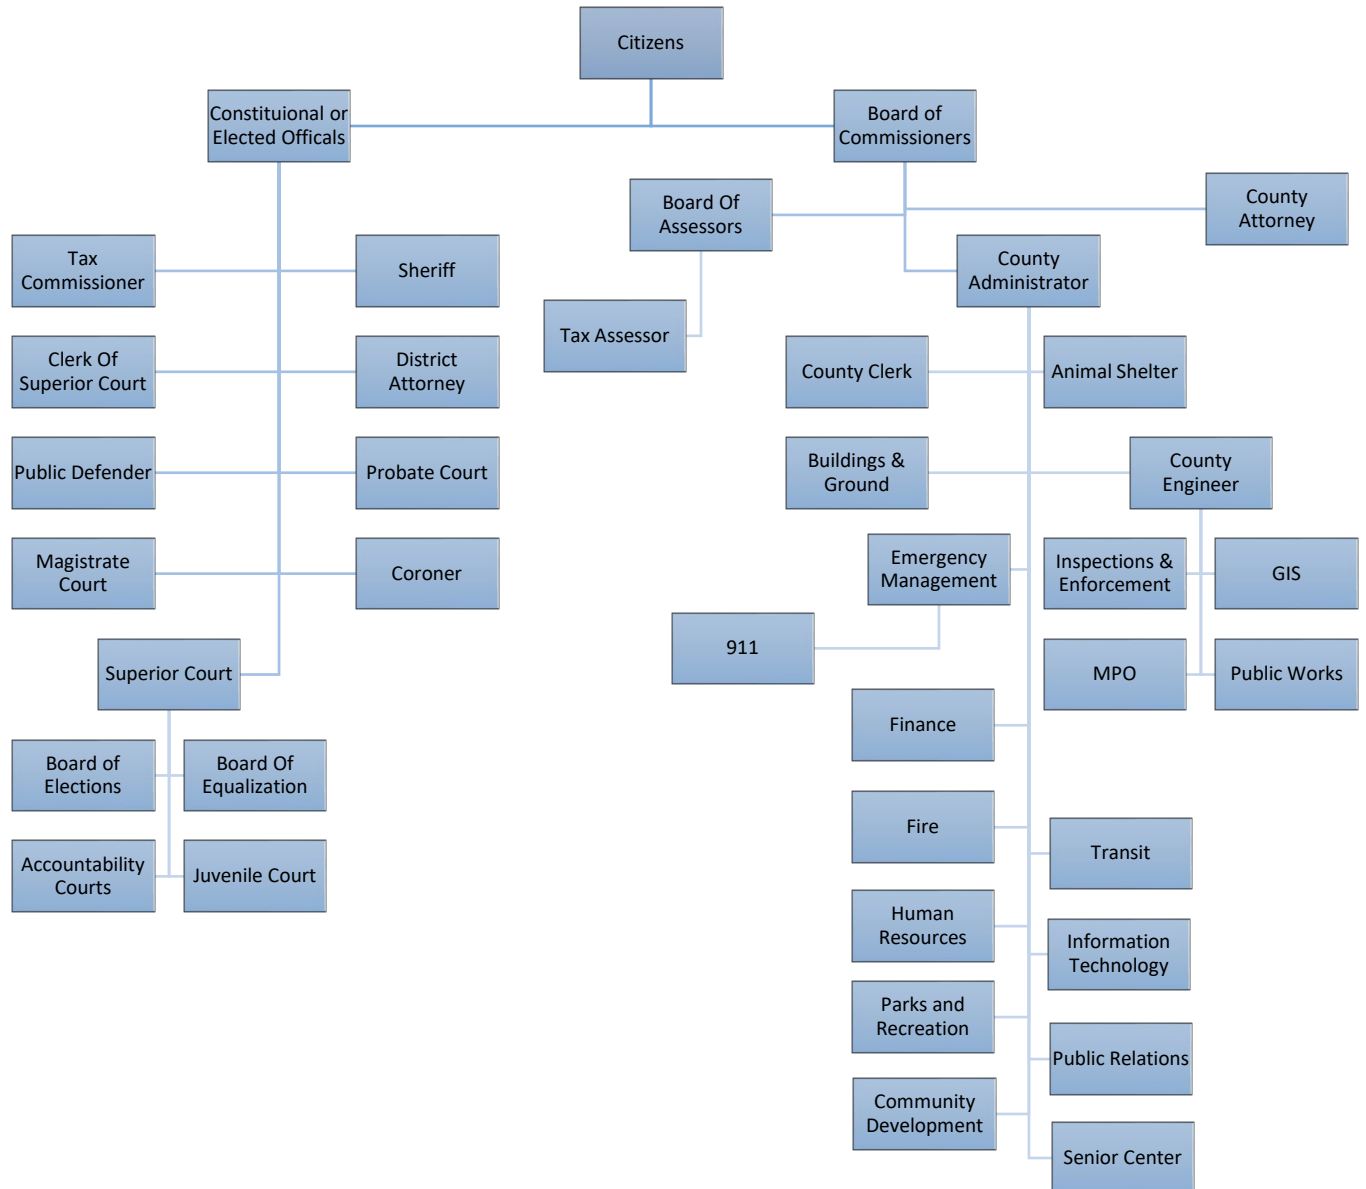 Citizens
Constituional or
Elected Officals
Board of
Commissioners
Board Of
Assessors
County
Attorney
Tax
Commissioner
Sheriff
County
Administrator
Tax Assessor
Clerk Of
Superior Court
District
Attorney
County Clerk
Animal Shelter
Public Defender
Probate Court
Buildings &
Ground
County
Engineer
Magistrate
Court
Coroner
Emergency
Management
Inspections &
Enforcement
GIS
Superior Court
911
MPO
Public Works
Finance
Board of
Elections
Board Of
Equalization
Fire
Transit
Accountability
Courts
Juvenile Court
Human
Resources
Information
Technology
Parks and
Recreation
Public Relations
Community
Development
Senior Center